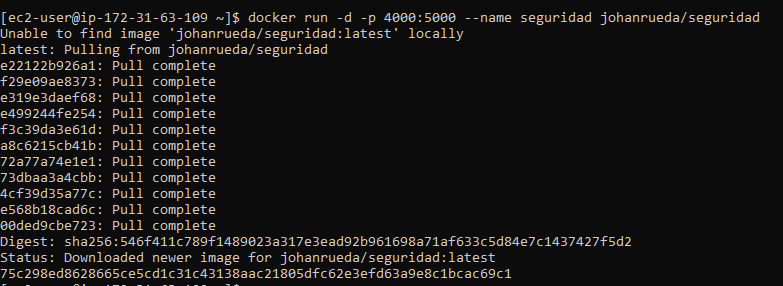 [ec2-user@ip-172-31-63-109 ~]$ docker run -d -p 4000:5000 --name seguridad johanrueda/seguridad
Unable to find image 'johanrueda/seguridad:latest' locally
latest: Pulling from johanrueda/seguridad
e22122b926a1: Pull complete
f29e09ae8373: Pull complete
e319e3daef68: Pull complete
e499244fe254: Pull complete
f3c39da3e61d: Pull complete
a8c6215cb41b: Pull complete
72a77a74e1e1: Pull complete
73dbaa3a4cbb: Pull complete
4cf39d35a77c: Pull complete
e568b18cad6c: Pull complete
00ded9cbe723: Pull complete
Digest: sha256:546f411c789f1489023a317e3ead92b961698a71af633c5d84e7c1437427f5d2
Status: Downloaded newer image for johanrueda/seguridad:latest
75c298ed8628665ce5cd1c31c43138aac21805dfc62e3efd63a9e8c1bcac69c1